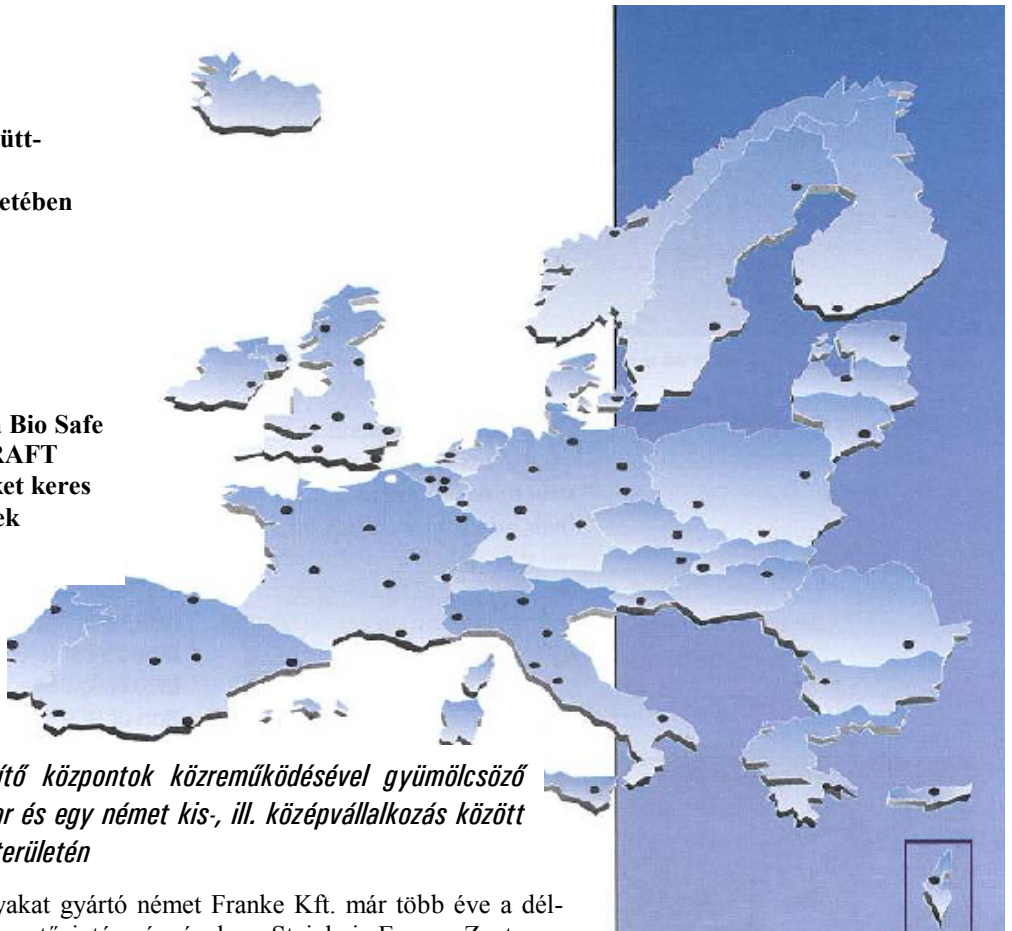 ütt-
etében
Bio Safe
RAFT
ket keres
ek
ítő központok közreműködésével gyümölcsöző
ar és egy német kis-, ill. középvállalkozás között
területén
yakat gyártó német Franke Kft. már több éve a dél-